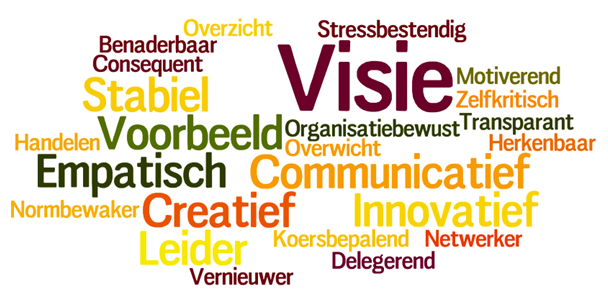 Overzicht
Stressbestendig
Benaderbaar
Visie
Consequent
Motiverend
Stabiel
Zelfkritisch
Voorbeeld
Organisatiebewust
Transparant
Handelen
Overwicht
Herkenbaar
Empatisch
Communicatief
Normbewaker
Creatief
Innovatief
Leider
Koersbepalend
Netwerker
Delegerend
Vernieuwer